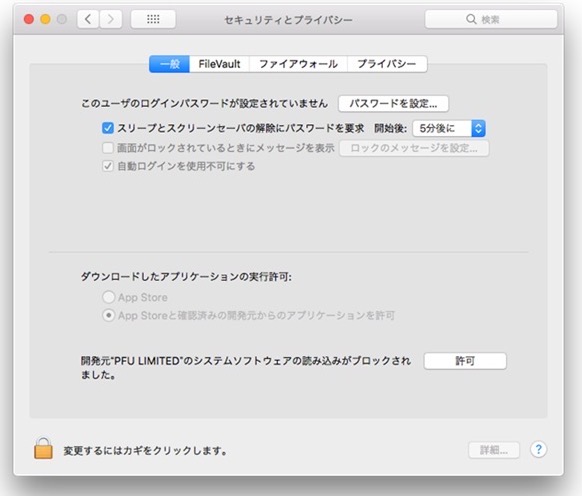 セキュリティとプライバシー
検索
一般 FileVault ファイアウォール プライバシー
このユーザのログインパスワードが設定されていません パスワードを設定...
スリープとスクリーンセーバの解除にパスワードを要求 開始後: 5分後に
画面がロックされているときにメッセージを表示 ロックのメッセージを設定...
自動ログインを使用不可にする
ダウンロードしたアプリケーションの実行許可:
App Store
App Storeと確認済みの開発元からのアプリケーションを許可
開発元"PFU LIMITED"のシステムソフトウェアの読み込みがブロックされ
ました。
許可
変更するにはカギをクリックします。
詳細...
?